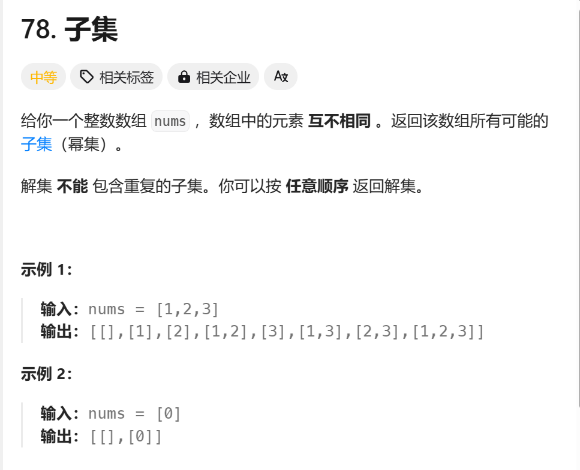 78. 子集
中等 相关标签 相关企业 Aあ
给你一个整数数组 nums ，数组中的元素 互不相同 。返回该数组所有可能的
子集（幂集）。
解集 不能 包含重复的子集。你可以按 任意顺序 返回解集。
示例 1：
输入：nums = [1,2,3]
输出：[[],[1],[2],[1,2],[3],[1,3],[2,3],[1,2,3]]
示例 2：
输入：nums = [0]
输出：[[],[0]]